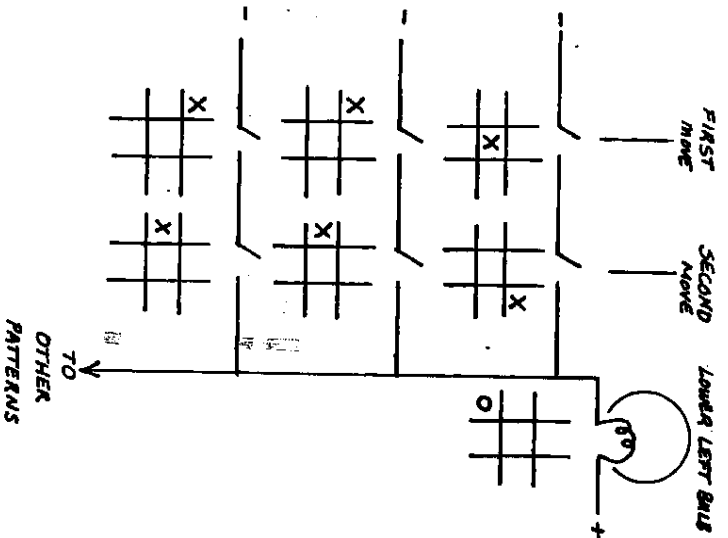 FIRST
MOVE
SECOND
MOVE
LOWER LEFT BULB
+
-
X
X
O
-
X
X
-
X
X
TO
OTHER
PATTERNS